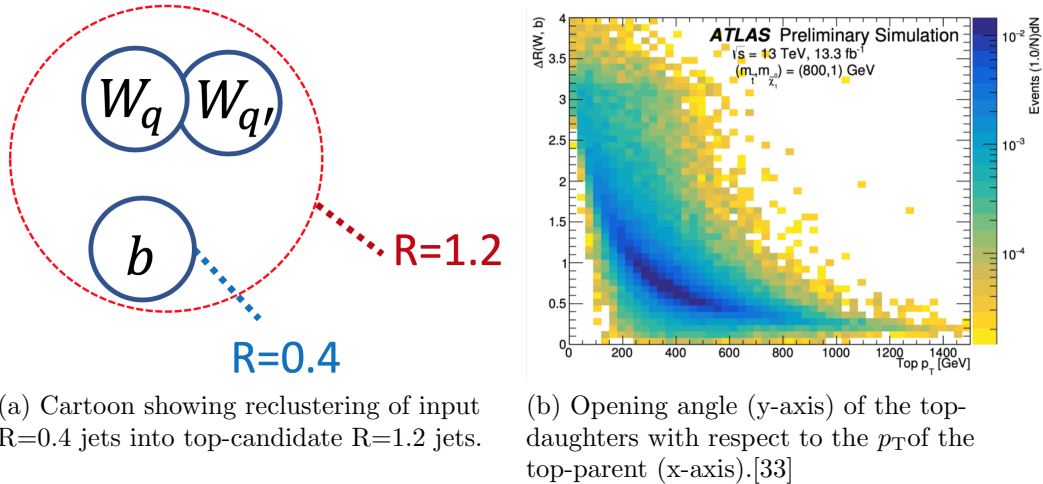 W_q W_q'
b
R=1.2
R=0.4
ATLAS Preliminary Simulation
√s = 13 TeV, 13.3 fb⁻¹
(m_t̃, m_χ̃₁⁰) = (800,1) GeV
ΔR(W, b)
4
3.5
3
2.5
2
1.5
1
0.5
0
0 200 400 600 800 1000 1200 1400
Top p_T [GeV]
Events (1.0/N)dN
10⁻²
10⁻³
10⁻⁴
a) Cartoon showing reclustering of input
R=0.4 jets into top-candidate R=1.2 jets.
(b) Opening angle (y-axis) of the top-
daughters with respect to the p_T of the
top-parent (x-axis).[33]